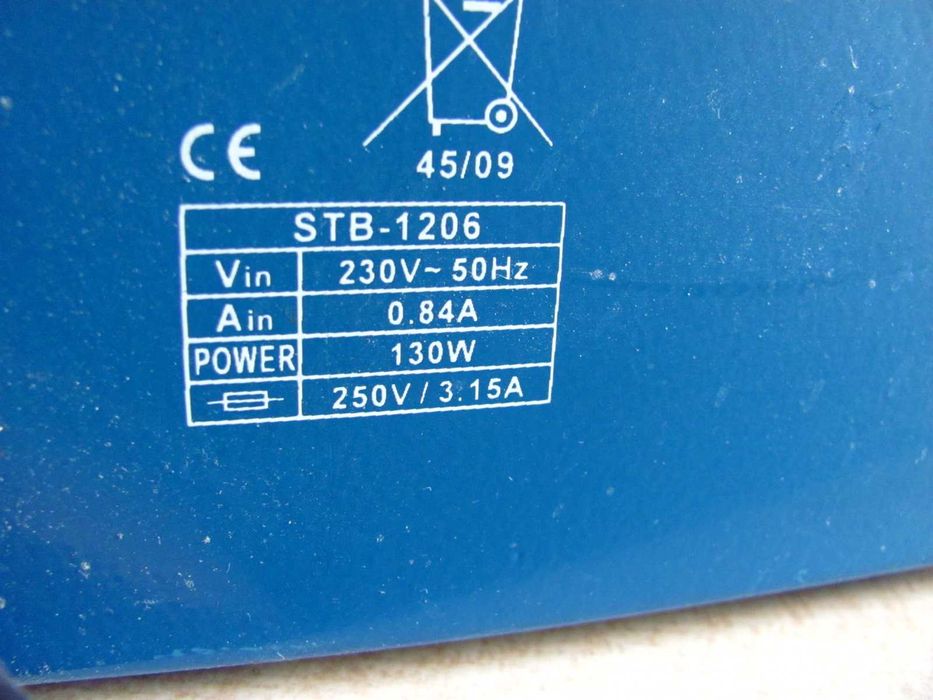 CE
45/09
STB-1206
Vin 230V~ 50Hz
Ain 0.84A
POWER 130W
250V / 3.15A